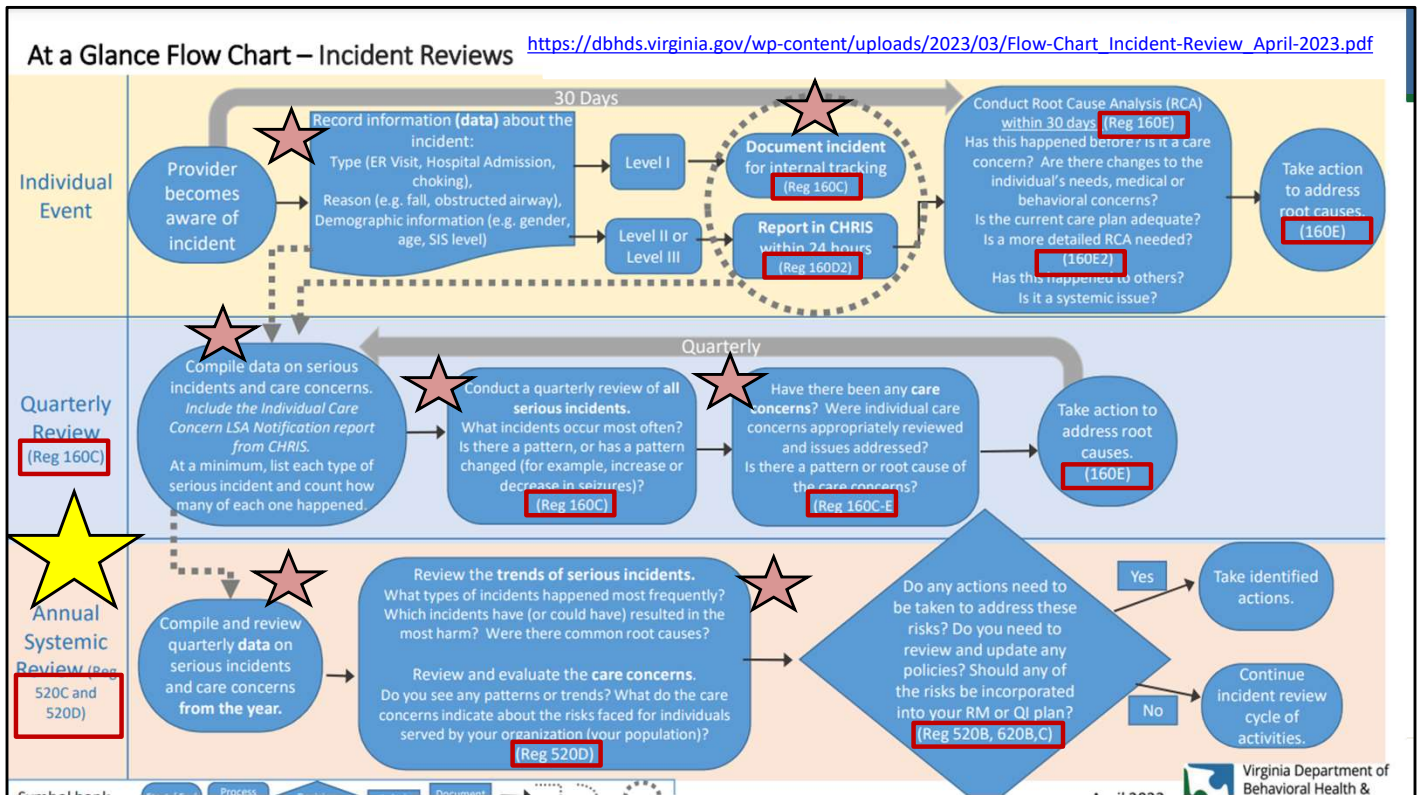 At a Glance Flow Chart – Incident Reviews
https://dbhds.virginia.gov/wp-content/uploads/2023/03/Flow-Chart_Incident-Review_April-2023.pdf
30 Days
Individual
Event
Provider
becomes
aware of
incident
Record information (data) about the
incident:
Type (ER Visit, Hospital Admission,
choking),
Reason (e.g. fall, obstructed airway),
Demographic information (e.g. gender,
age, SIS level)
Level I
Level II or
Level III
Document incident
for internal tracking
(Reg 160C)
Report in CHRIS
within 24 hours
(Reg 160D2)
Conduct Root Cause Analysis (RCA)
within 30 days (Reg 160E)
Has this happened before? Is it a care
concern? Are there changes to the
individual's needs, medical or
behavioral concerns?
Is the current care plan adequate?
Is a more detailed RCA needed?
(160E2)
Has this happened to others?
Is it a systemic issue?
Take action
to address
root causes.
(160E)
Quarterly
Quarterly
Review
(Reg 160C)
Compile data on serious
incidents and care concerns.
Include the Individual Care
Concern LSA Notification report
from CHRIS.
At a minimum, list each type of
serious incident and count how
many of each one happened.
Conduct a quarterly review of all
serious incidents.
What incidents occur most often?
Is there a pattern, or has a pattern
changed (for example, increase or
decrease in seizures)?
(Reg 160C)
Have there been any care
concerns? Were individual care
concerns appropriately reviewed
and issues addressed?
Is there a pattern or root cause of
the care concerns?
(Reg 160C-E
Take action to
address root
causes.
(160E)
Annual
Systemic
Review (Reg
520C and
520D)
Compile and review
quarterly data on
serious incidents
and care concerns
from the year.
Review the trends of serious incidents.
What types of incidents happened most frequently?
Which incidents have (or could have) resulted in the
most harm? Were there common root causes?
Review and evaluate the care concerns.
Do you see any patterns or trends? What do the care
concerns indicate about the risks faced for individuals
served by your organization (your population)?
(Reg 520D)
Do any actions need to
be taken to address these
risks? Do you need to
review and update any
policies? Should any of
the risks be incorporated
into your RM or QI plan?
(Reg 520B, 620B,C)
Yes
No
Take identified
actions.
Continue
incident review
cycle of
activities.
Process
Document
April 2023
Virginia Department of
Behavioral Health &